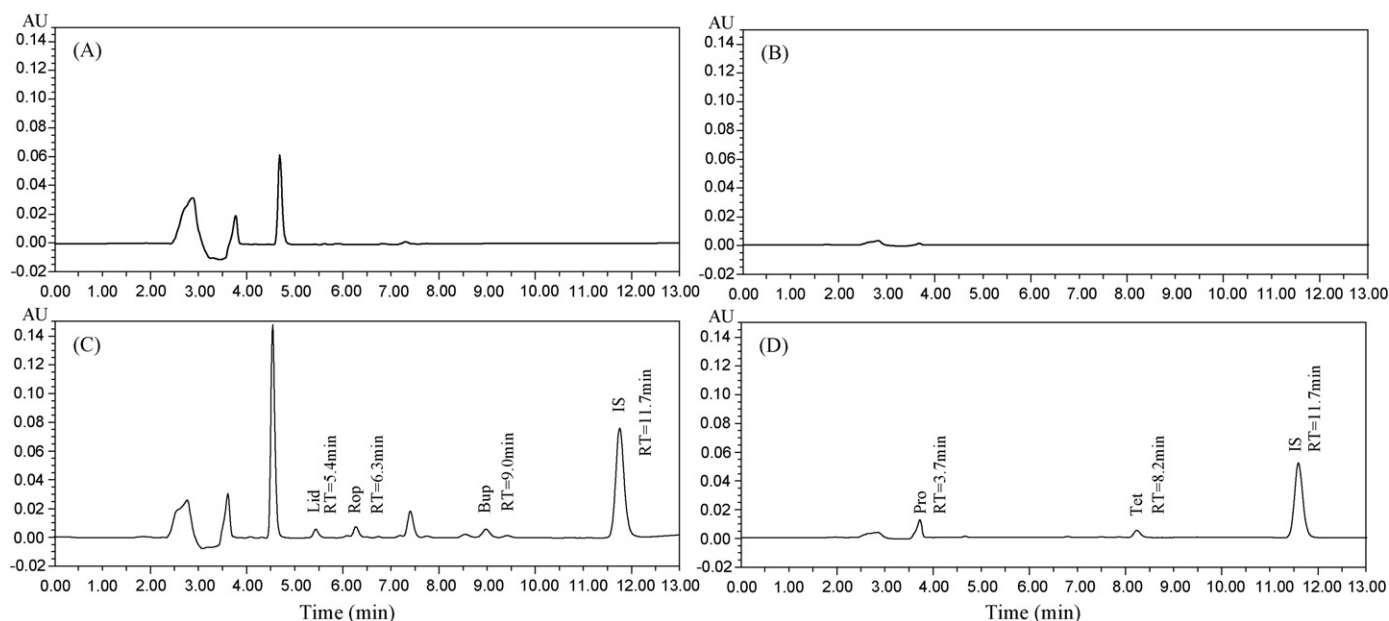 AU
(A)
0.14
0.12
0.10
0.08
0.06
0.04
0.02
0.00
-0.02
0.00 1.00 2.00 3.00 4.00 5.00 6.00 7.00 8.00 9.00 10.00 11.00 12.00 13.00
AU
(B)
0.14
0.12
0.10
0.08
0.06
0.04
0.02
0.00
-0.02
0.00 1.00 2.00 3.00 4.00 5.00 6.00 7.00 8.00 9.00 10.00 11.00 12.00 13.00
AU
(C)
0.14
0.12
0.10
0.08
0.06
0.04
0.02
0.00
-0.02
Lid
RT=5.4min
Rop
RT=6.3min
Bup
RT=9.0min
IS
RT=11.7min
0.00 1.00 2.00 3.00 4.00 5.00 6.00 7.00 8.00 9.00 10.00 11.00 12.00 13.00
Time (min)
AU
(D)
0.14
0.12
0.10
0.08
0.06
0.04
0.02
0.00
-0.02
Pro
RT=3.7min
Tet
RT=8.2min
IS
RT=11.7min
0.00 1.00 2.00 3.00 4.00 5.00 6.00 7.00 8.00 9.00 10.00 11.00 12.00 13.00
Time (min)